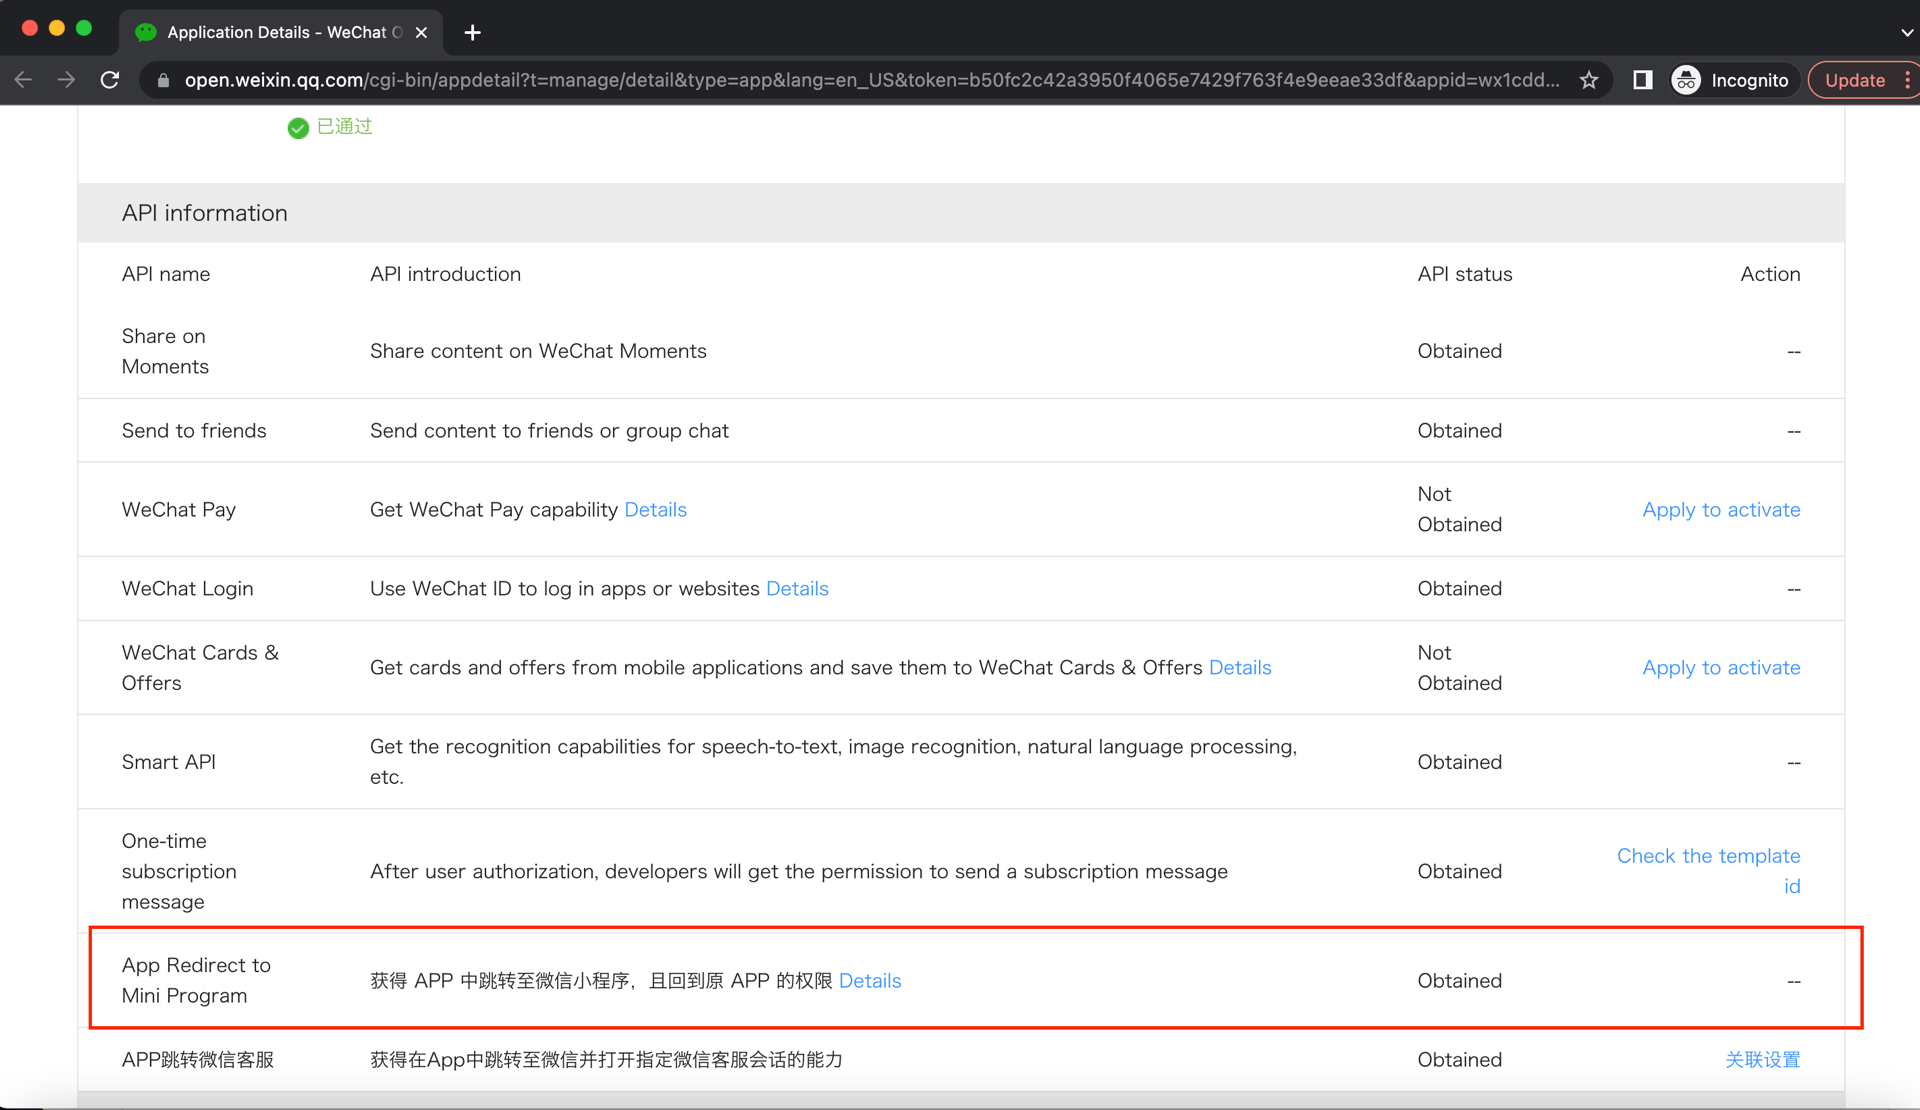 Application Details - WeChat O
open.weixin.qq.com/cgi-bin/appdetail?t=manage/detail&type=app&lang=en_US&token=b50fc2c42a3950f4065e7429f763f4e9eeae33df&appid=wx1cdd...
Incognito
Update
已通过
API information
API name
API introduction
API status
Action
Share on
Moments
Share content on WeChat Moments
Obtained
--
Send to friends
Send content to friends or group chat
Obtained
--
WeChat Pay
Get WeChat Pay capability Details
Not
Obtained
Apply to activate
WeChat Login
Use WeChat ID to log in apps or websites Details
Obtained
--
WeChat Cards &
Offers
Get cards and offers from mobile applications and save them to WeChat Cards & Offers Details
Not
Obtained
Apply to activate
Smart API
Get the recognition capabilities for speech-to-text, image recognition, natural language processing,
etc.
Obtained
--
One-time
subscription
message
After user authorization, developers will get the permission to send a subscription message
Obtained
Check the template
id
App Redirect to
Mini Program
获得 APP 中跳转至微信小程序，且回到原 APP 的权限 Details
Obtained
--
APP跳转微信客服
获得在App中跳转至微信并打开指定微信客服会话的能力
Obtained
关联设置